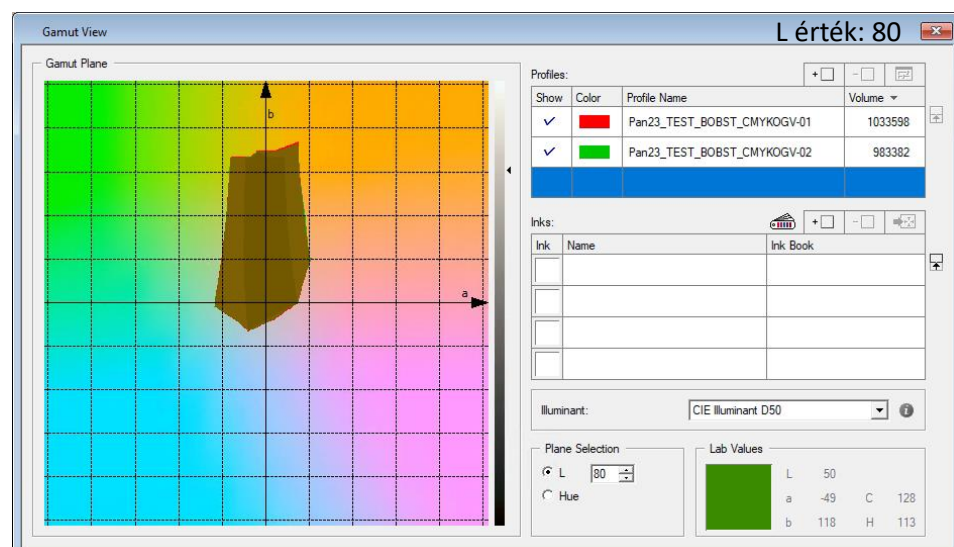 Gamut View
L érték: 80
Gamut Plane
b
a
Profiles:
Show Color Profile Name Volume
Pan23_TEST_BOBST_CMYKOGV-01 1033598
Pan23_TEST_BOBST_CMYKOGV-02 983382
Inks:
Ink Name Ink Book
Illuminant: CIE Illuminant D50
Plane Selection
L 80
Hue
Lab Values
L 50
a -49 C 128
b 118 H 113